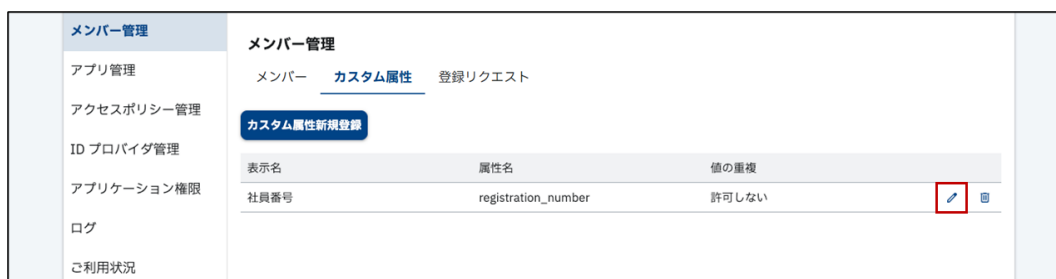 メンバー管理
アプリ管理
アクセスポリシー管理
ID プロバイダ管理
アプリケーション権限
ログ
ご利用状況
メンバー管理
メンバー カスタム属性 登録リクエスト
カスタム属性新規登録
表示名 属性名 値の重複
社員番号 registration_number 許可しない